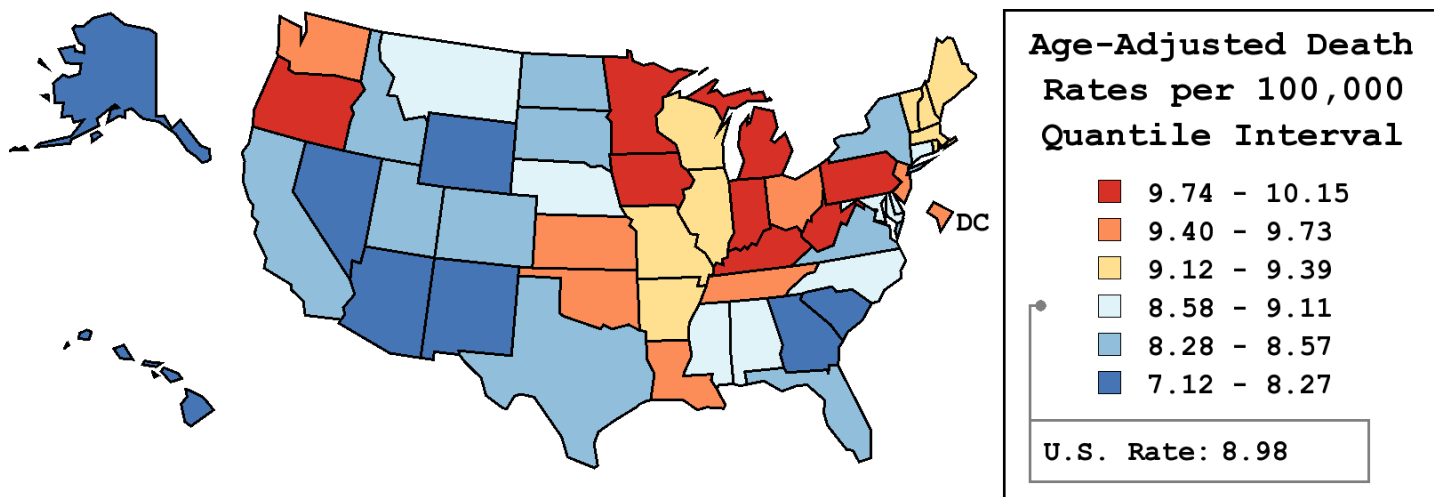 Age-Adjusted Death
Rates per 100,000
Quantile Interval
9.74 - 10.15
9.40 - 9.73
9.12 - 9.39
8.58 - 9.11
8.28 - 8.57
7.12 - 8.27
U.S. Rate: 8.98
DC